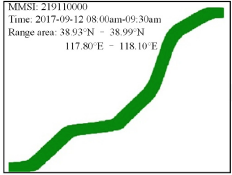 MMSI: 219110000
Time: 2017-09-12 08:00am-09:30am
Range area: 38.93°N - 38.99°N
117.80°E - 118.10°E